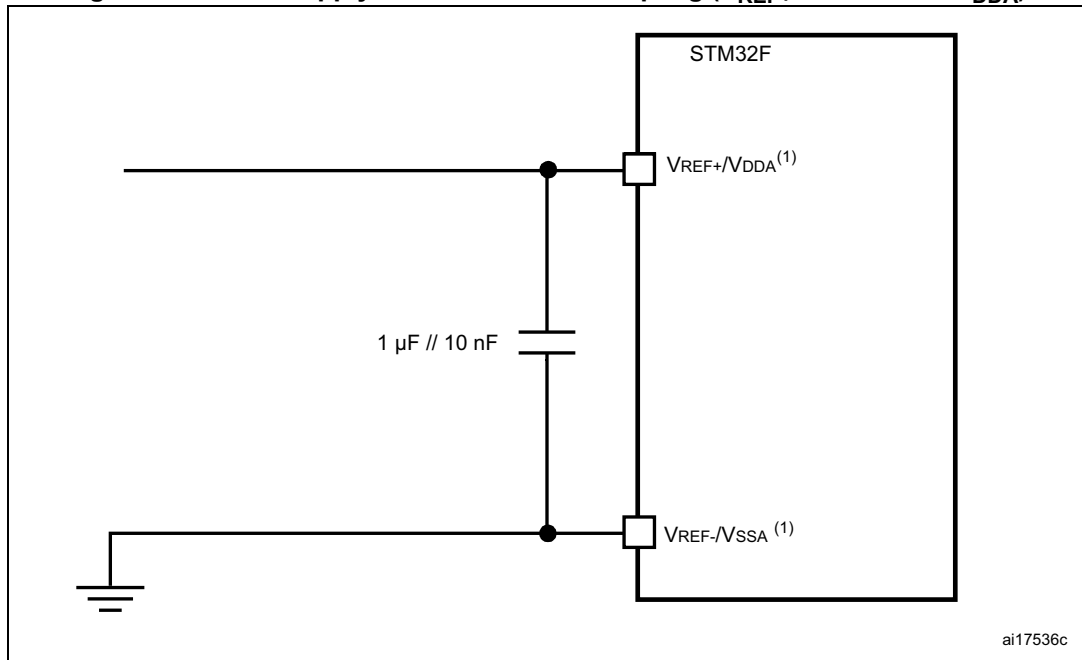 STM32F
VREF+/VDDA(1)
1 µF // 10 nF
VREF-/VSSA (1)
ai17536c